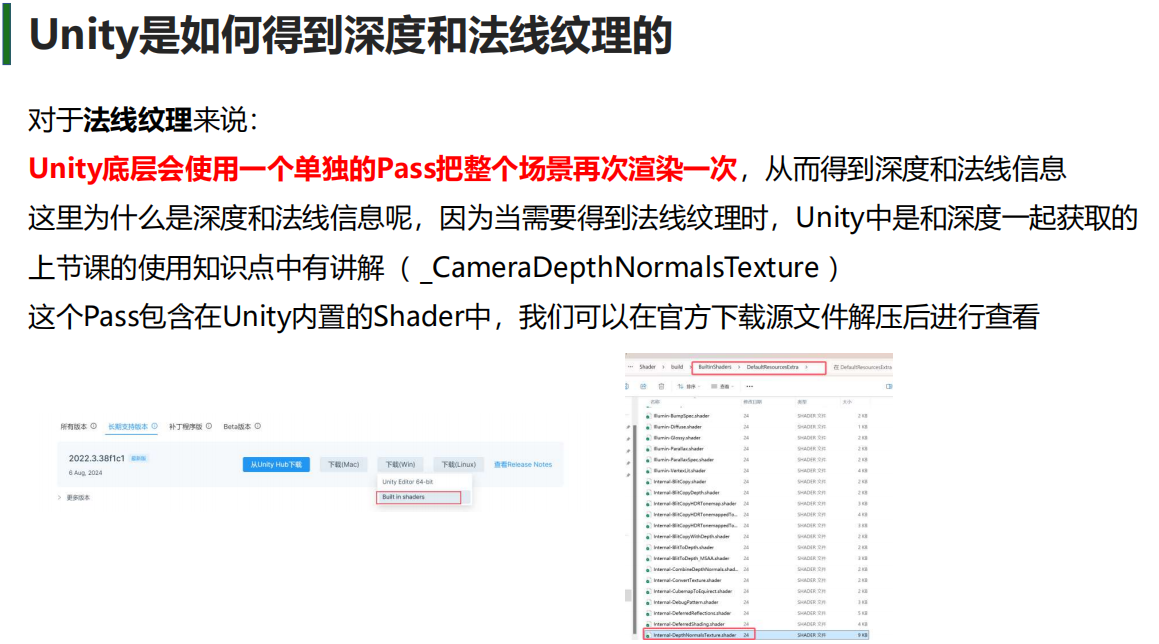 Unity是如何得到深度和法线纹理的
对于法线纹理来说：
Unity底层会使用一个单独的Pass把整个场景再次渲染一次，从而得到深度和法线信息
这里为什么是深度和法线信息呢，因为当需要得到法线纹理时，Unity中是和深度一起获取的
上节课的使用知识点中有讲解（ _CameraDepthNormalsTexture ）
这个Pass包含在Unity内置的Shader中，我们可以在官方下载源文件解压后进行查看
所有版本 长期支持版本 补丁程序版 Beta版本
2022.3.38f1c1 最新版
6 Aug, 2024
从Unity Hub下载 下载(Mac) 下载(Win) 下载(Linux) 查看Release Notes
Unity Editor 64-bit
Built in shaders
更多版本
Shader > build > BuiltinShaders > DefaultResourcesExtra > 在 DefaultResourcesExtra
排序 查看 ···
名称 修改日期 类型 大小
Illumin-BumpSpec.shader 24 SHADER 文件 2 KB
Illumin-Diffuse.shader 24 SHADER 文件 1 KB
Illumin-Glossy.shader 24 SHADER 文件 2 KB
Illumin-Parallax.shader 24 SHADER 文件 2 KB
Illumin-ParallaxSpec.shader 24 SHADER 文件 2 KB
Illumin-VertexLit.shader 24 SHADER 文件 4 KB
Internal-BlitCopy.shader 24 SHADER 文件 2 KB
Internal-BlitCopyDepth.shader 24 SHADER 文件 2 KB
Internal-BlitCopyHDRTonemap.shader 24 SHADER 文件 3 KB
Internal-BlitCopyHDRTonemappedTo... 24 SHADER 文件 4 KB
Internal-BlitCopyHDRTonemappedTo... 24 SHADER 文件 3 KB
Internal-BlitCopyWithDepth.shader 24 SHADER 文件 2 KB
Internal-BlitToDepth.shader 24 SHADER 文件 2 KB
Internal-BlitToDepth_MSAA.shader 24 SHADER 文件 3 KB
Internal-CombineDepthNormals.shad... 24 SHADER 文件 2 KB
Internal-ConvertTexture.shader 24 SHADER 文件 2 KB
Internal-CubemapToEquirect.shader 24 SHADER 文件 2 KB
Internal-DebugPattern.shader 24 SHADER 文件 3 KB
Internal-DeferredReflections.shader 24 SHADER 文件 5 KB
Internal-DeferredShading.shader 24 SHADER 文件 4 KB
Internal-DepthNormalsTexture.shader 24 SHADER 文件 9 KB